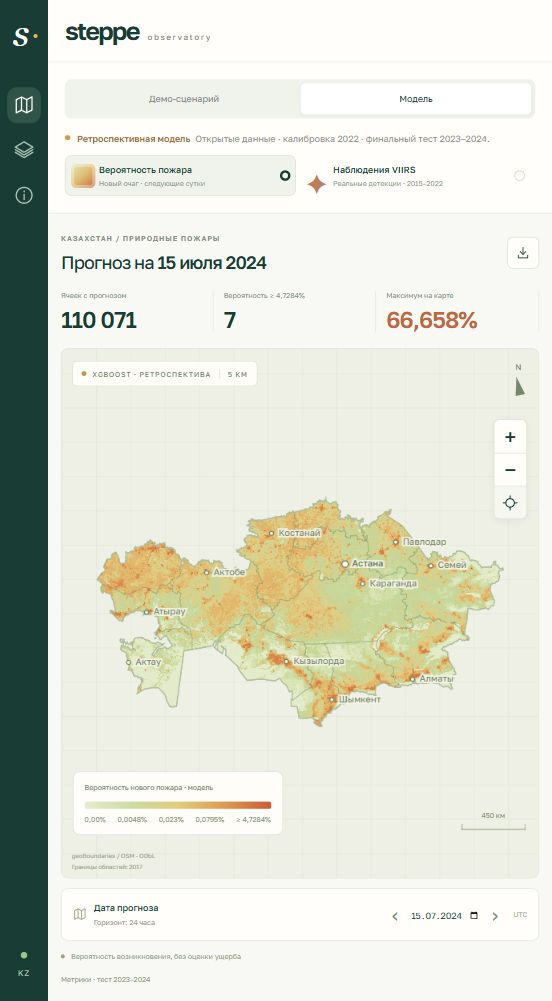 S
steppe observatory
Демо-сценарий
Модель
Ретроспективная модель Открытые данные · калибровка 2022 · финальный тест 2023–2024.
Вероятность пожара
Новый очаг · следующие сутки
Наблюдения VIIRS
Реальные детекции · 2015–2022
КАЗАХСТАН / ПРИРОДНЫЕ ПОЖАРЫ
Прогноз на 15 июля 2024
Ячеек с прогнозом
110 071
Вероятность ≥ 4,7284%
7
Максимум на карте
66,658%
XGBOOST · РЕТРОСПЕКТИВА 5 КМ
N
+
−
Костанай
Павлодар
Астана
Семей
Актобе
Караганда
Атырау
Актау
Кызылорда
Алматы
Шымкент
Вероятность нового пожара · модель
0,00% 0,0048% 0,023% 0,0795% ≥ 4,7284%
450 км
geoBoundaries / OSM · ODbL
Границы областей: 2017
Дата прогноза
Горизонт: 24 часа
15.07.2024
UTC
Вероятность возникновения, без оценки ущерба
Метрики · тест 2023–2024
KZ